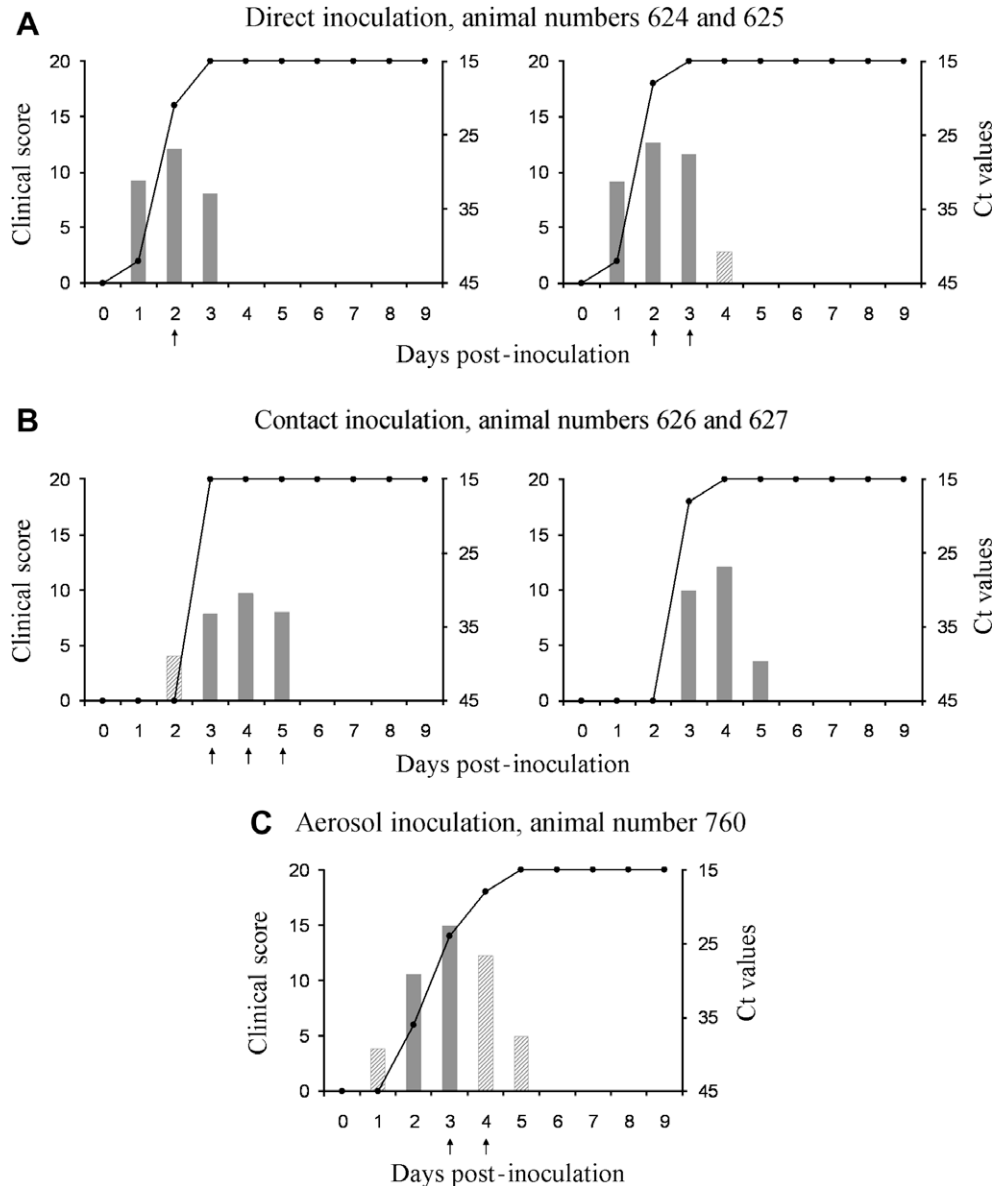 A Direct inoculation, animal numbers 624 and 625
Clinical score
20
15
10
5
0
15
25
35
45
0 1 2 3 4 5 6 7 8 9
20
15
10
5
0
15
25
35
45
Ct values
0 1 2 3 4 5 6 7 8 9
Days post-inoculation
B Contact inoculation, animal numbers 626 and 627
Clinical score
20
15
10
5
0
15
25
35
45
0 1 2 3 4 5 6 7 8 9
20
15
10
5
0
15
25
35
45
Ct values
0 1 2 3 4 5 6 7 8 9
Days post-inoculation
C Aerosol inoculation, animal number 760
Clinical score
20
15
10
5
0
15
25
35
45
Ct values
0 1 2 3 4 5 6 7 8 9
Days post-inoculation